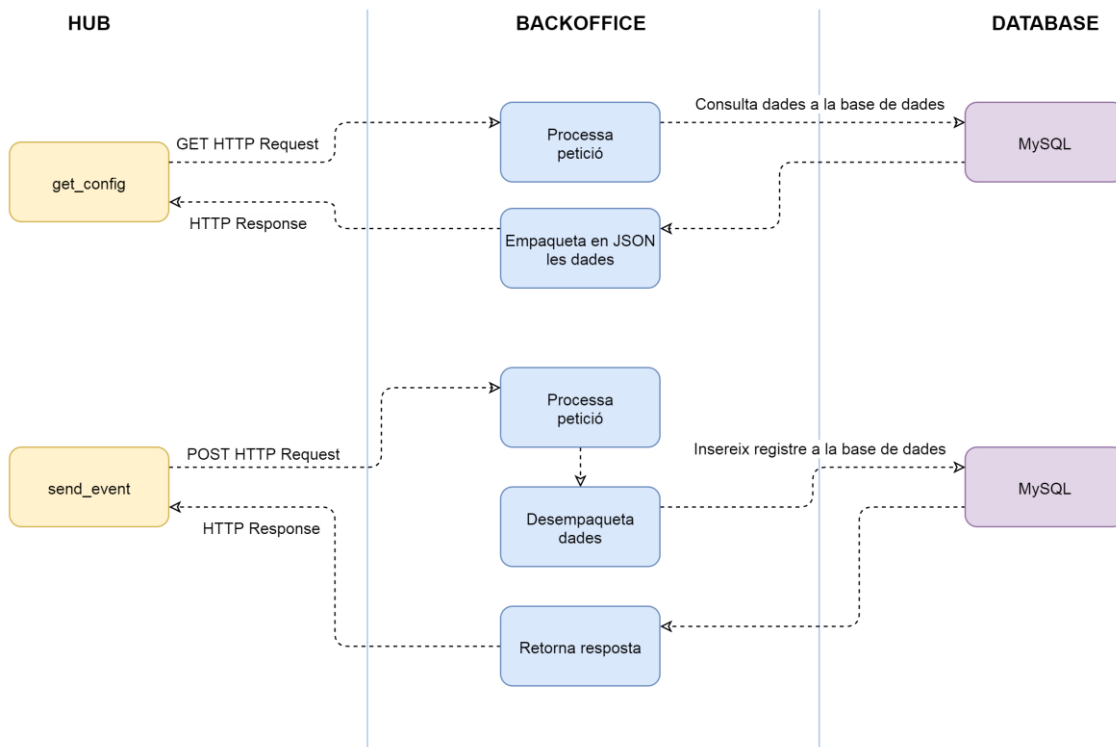 HUB
BACKOFFICE
DATABASE
Consulta dades a la base de dades
GET HTTP Request
Processa
petició
MySQL
get_config
HTTP Response
Empaqueta en JSON
les dades
Processa
petició
POST HTTP Request
Insereix registre a la base de dades
send_event
MySQL
HTTP Response
Desempaqueta
dades
Retorna resposta